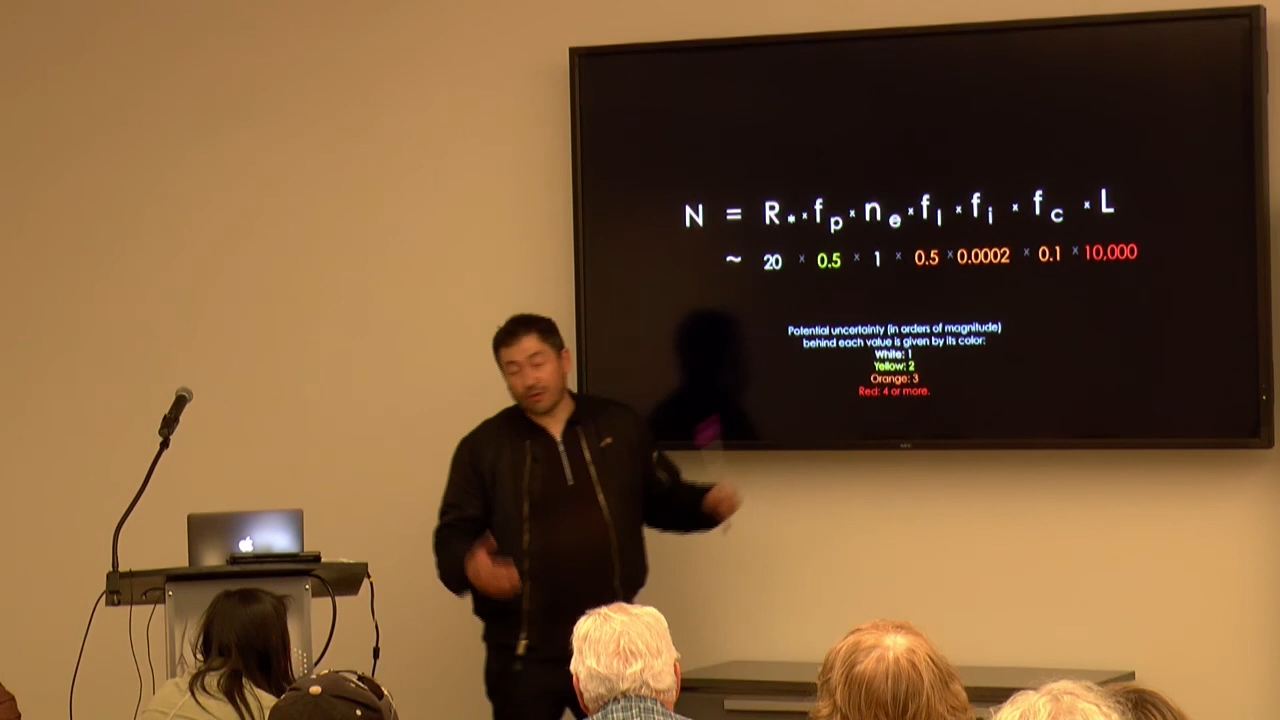 N = R* × fp × ne × fl × fi × fc × L
~ 20 × 0.5 × 1 × 0.5 × 0.0002 × 0.1 × 10,000
Potential uncertainty (in orders of magnitude)
behind each value is given by its color:
White: 1
Yellow: 2
Orange: 3
Red: 4 or more.
NEC